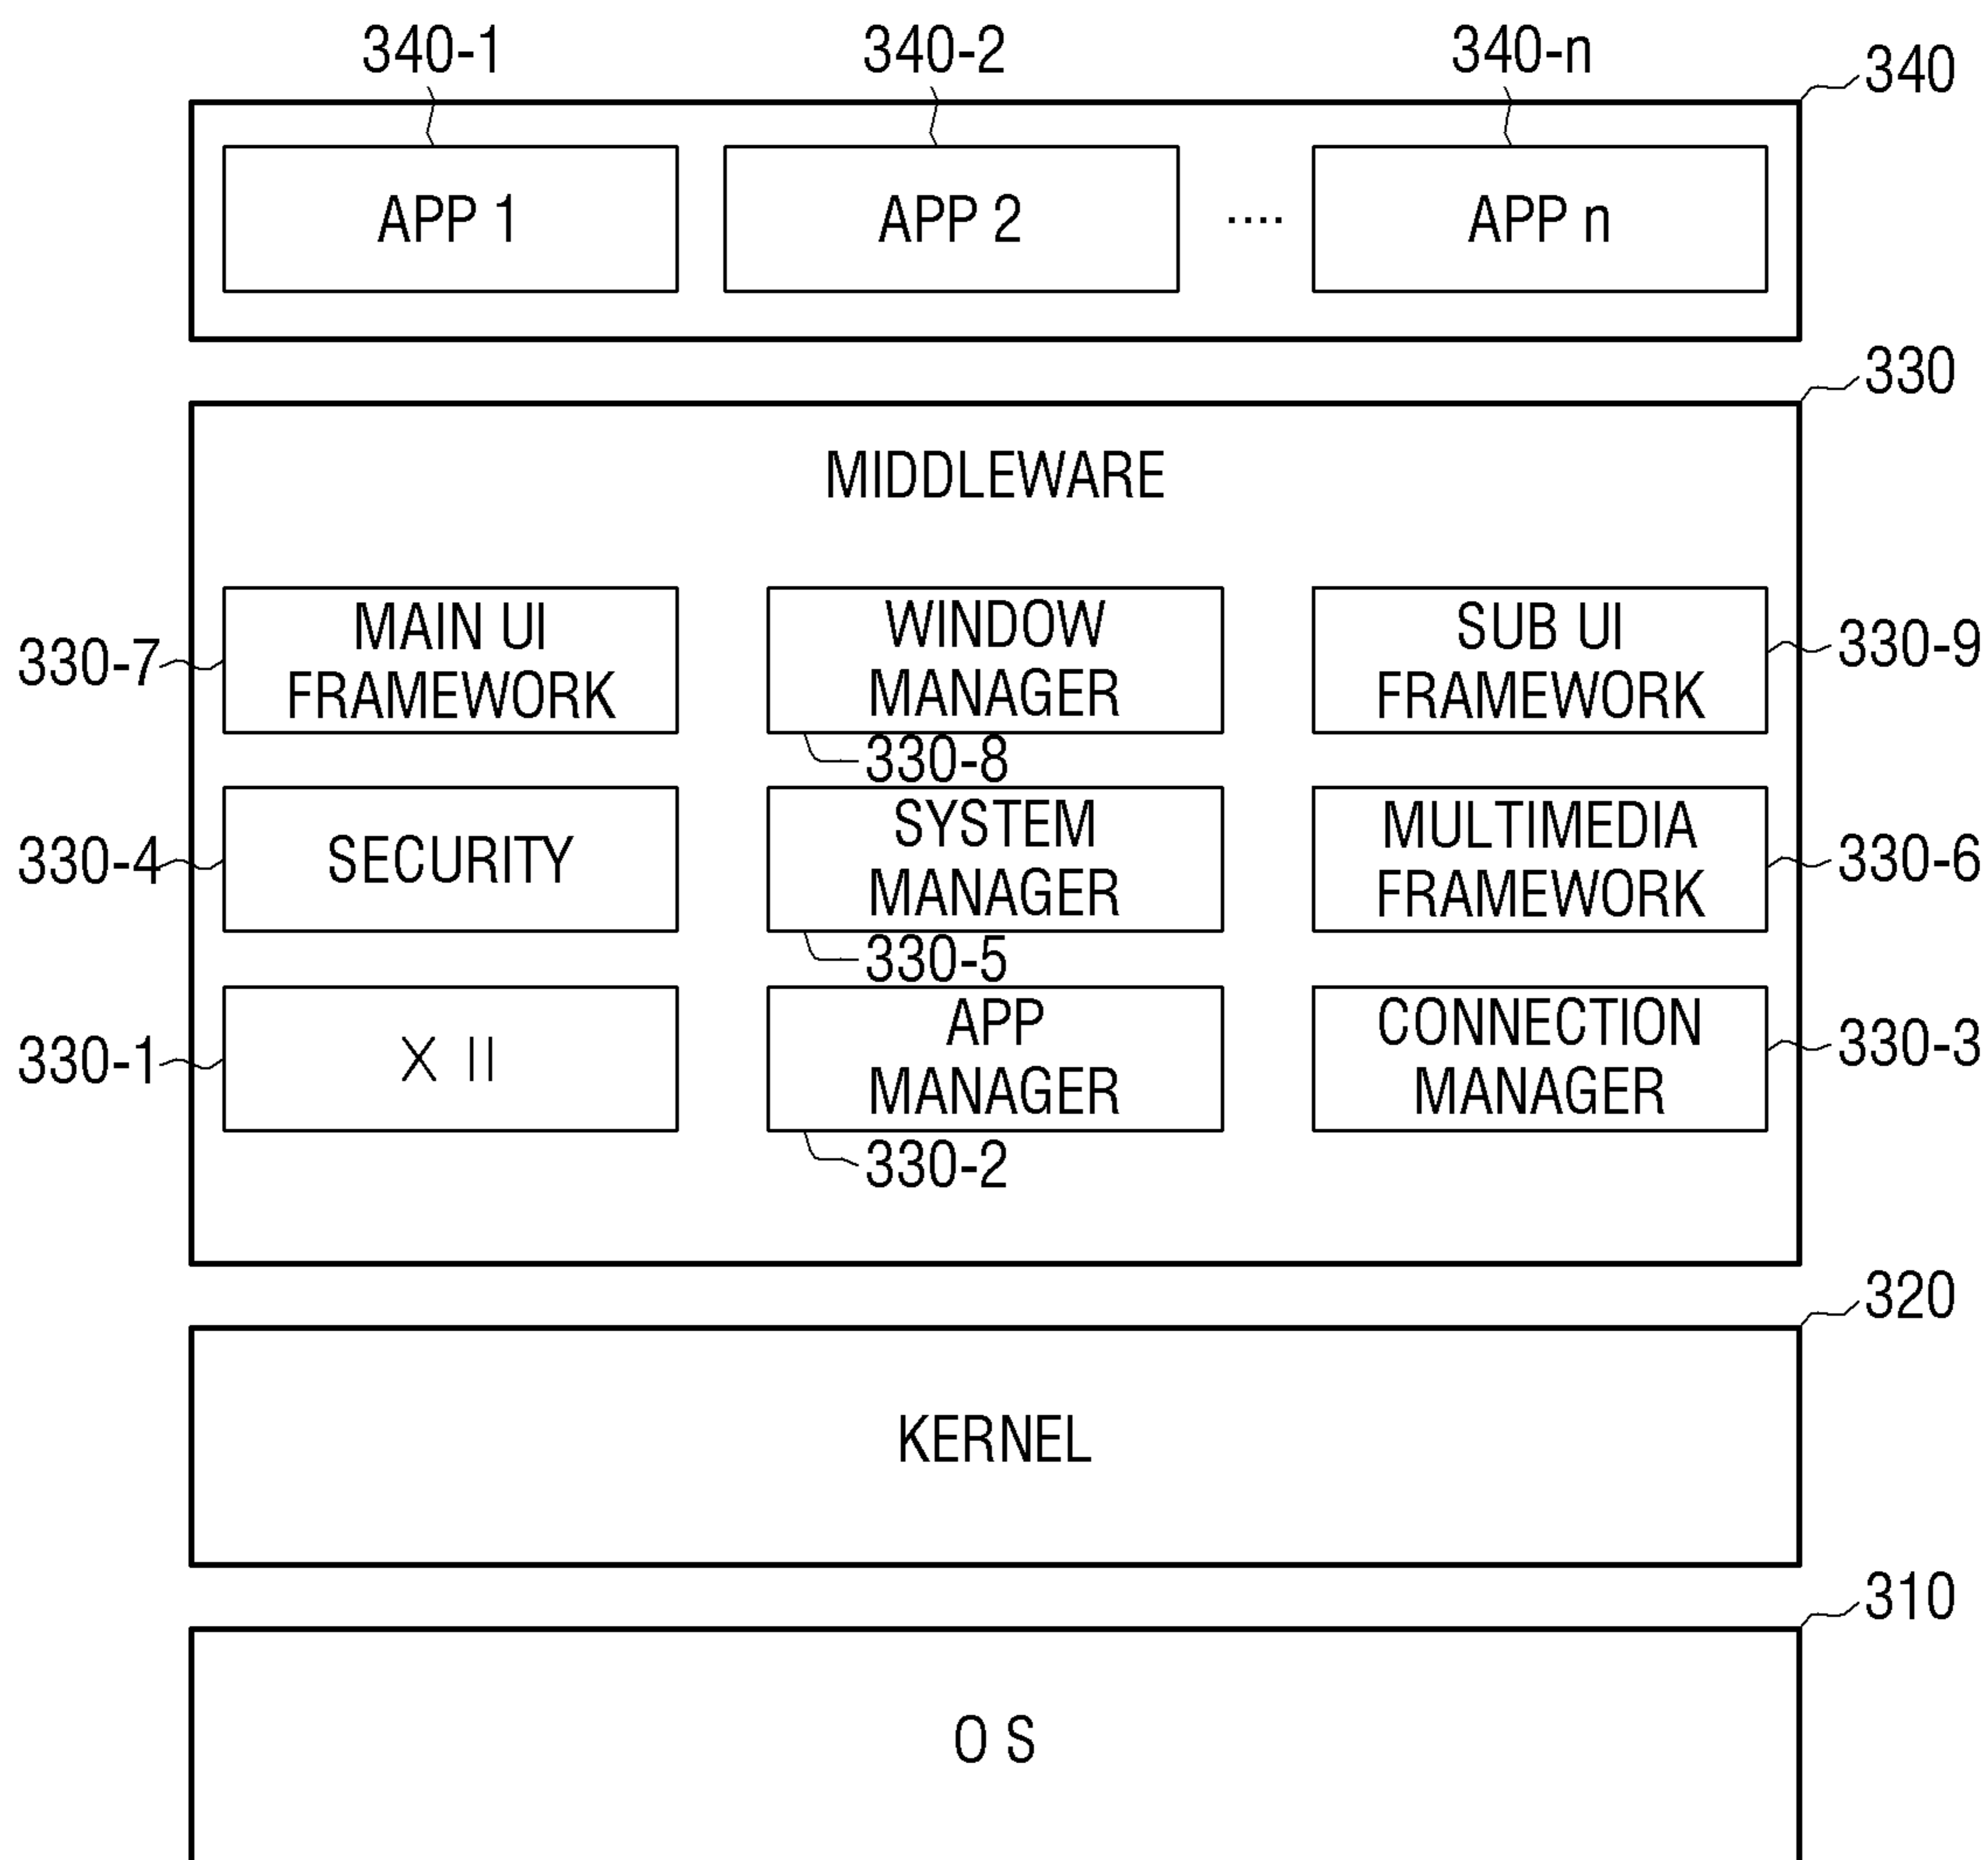 340-1 340-2 340-n
340
APP 1 APP 2 .... APP n
330
MIDDLEWARE
MAIN UI
FRAMEWORK
WINDOW
MANAGER
SUB UI
FRAMEWORK
330-7
330-9
330-8
SECURITY
SYSTEM
MANAGER
MULTIMEDIA
FRAMEWORK
330-4
330-6
330-5
X II
APP
MANAGER
CONNECTION
MANAGER
330-1
330-3
330-2
320
KERNEL
310
O S